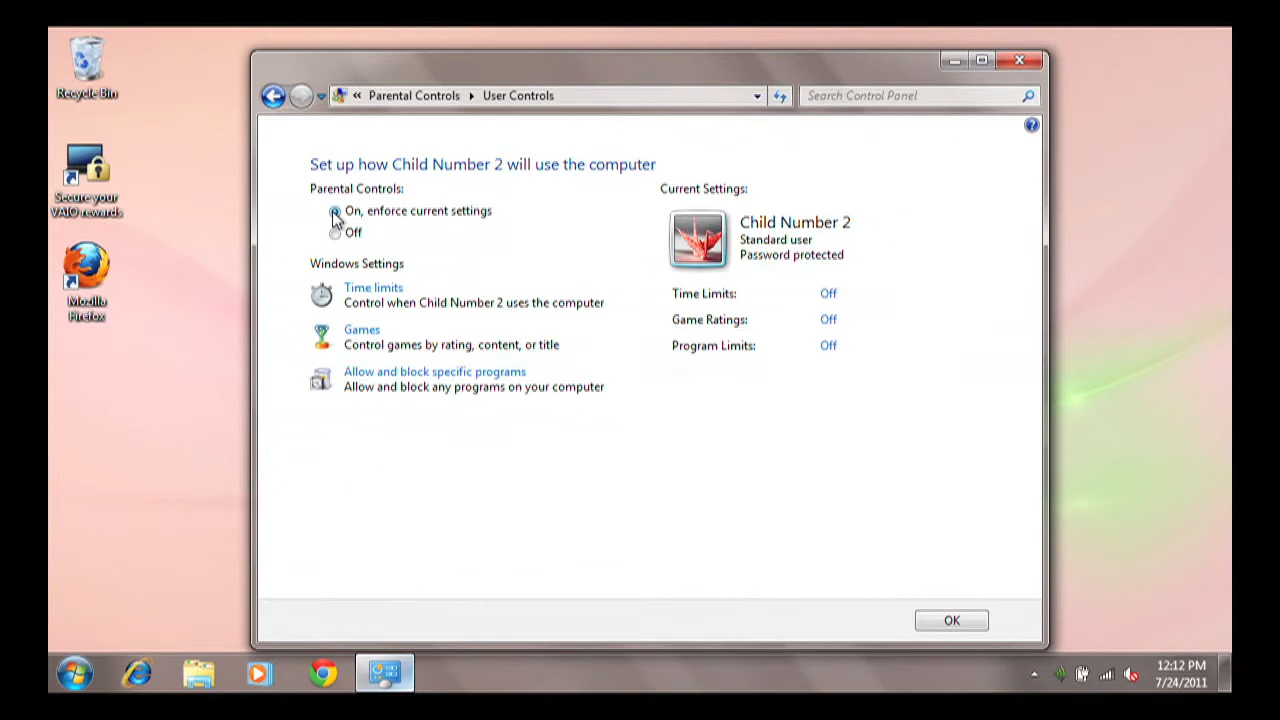 Recycle Bin
Secure your
VAIO rewards
Mozilla
Firefox
Parental Controls
User Controls
Search Control Panel
Set up how Child Number 2 will use the computer
Parental Controls:
On, enforce current settings
Off
Windows Settings
Time limits
Control when Child Number 2 uses the computer
Games
Control games by rating, content, or title
Allow and block specific programs
Allow and block any programs on your computer
Current Settings:
Child Number 2
Standard user
Password protected
Time Limits: Off
Game Ratings: Off
Program Limits: Off
OK
12:12 PM
7/24/2011